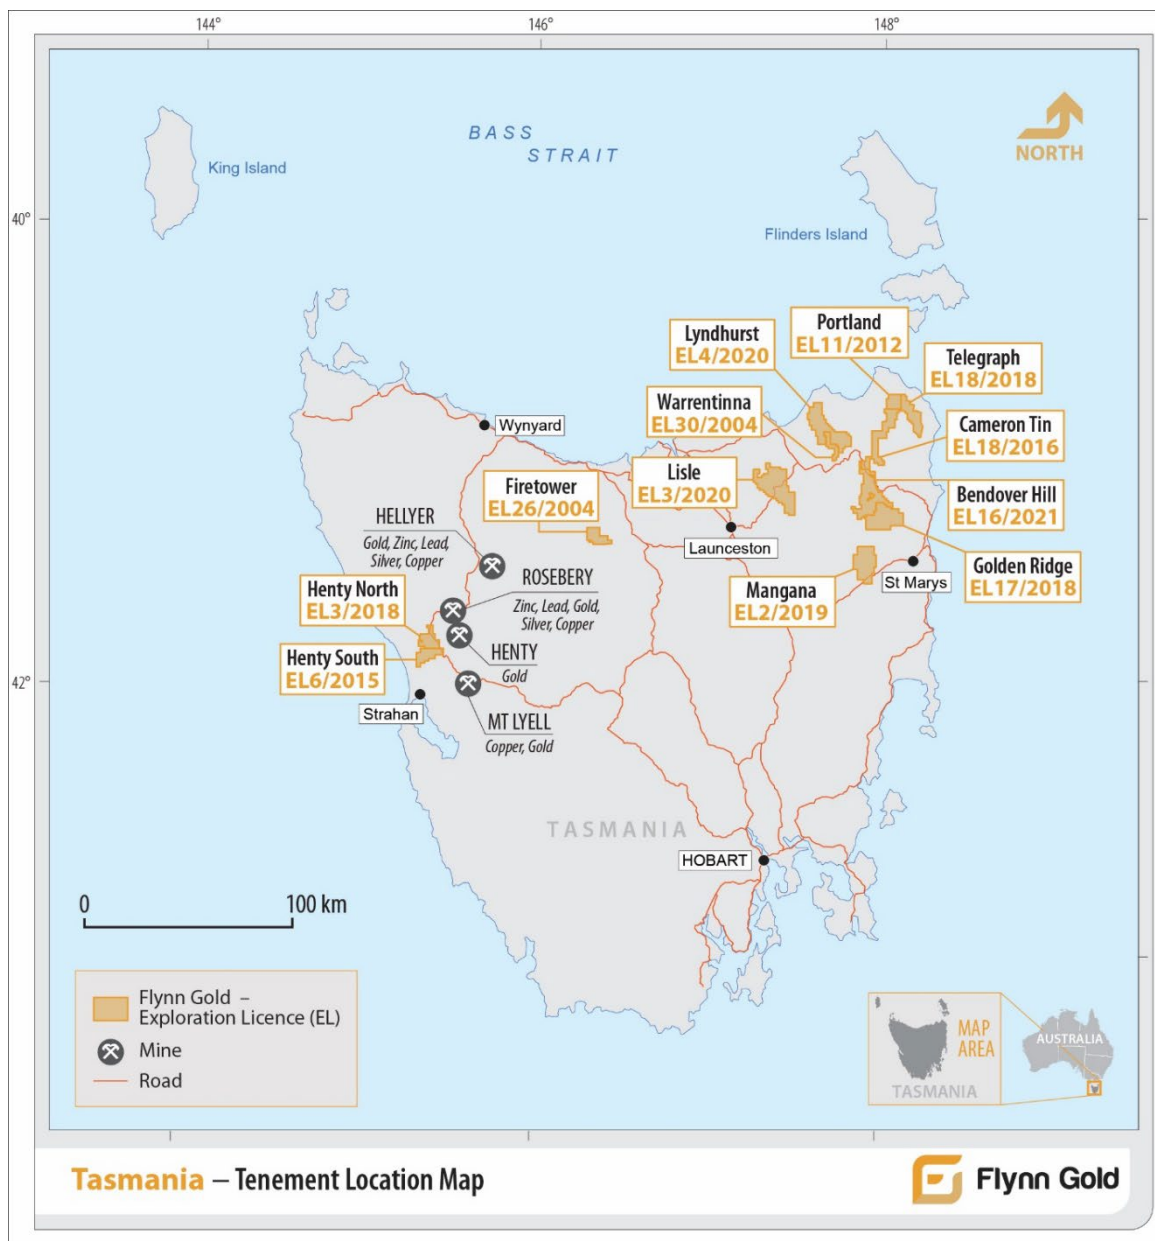 144°
146°
148°
BASS
STRAIT
NORTH
King Island
40°
Flinders Island
Portland
EL11/2012
Lyndhurst
EL4/2020
Telegraph
EL18/2018
Warrentinna
EL30/2004
Cameron Tin
EL18/2016
Wynyard
Lisle
EL3/2020
Firetower
EL26/2004
Bendover Hill
EL16/2021
HELLYER
Gold, Zinc, Lead,
Silver, Copper
Launceston
Golden Ridge
EL17/2018
St Marys
Mangana
EL2/2019
ROSEBERY
Zinc, Lead, Gold,
Silver, Copper
Henty North
EL3/2018
HENTY
Gold
Henty South
EL6/2015
42°
Strahan
MT LYELL
Copper, Gold
TASMANIA
HOBART
0
100 km
Flynn Gold –
Exploration Licence (EL)
Mine
Road
MAP
AREA
TASMANIA
AUSTRALIA
146°
148°
Tasmania – Tenement Location Map
Flynn Gold